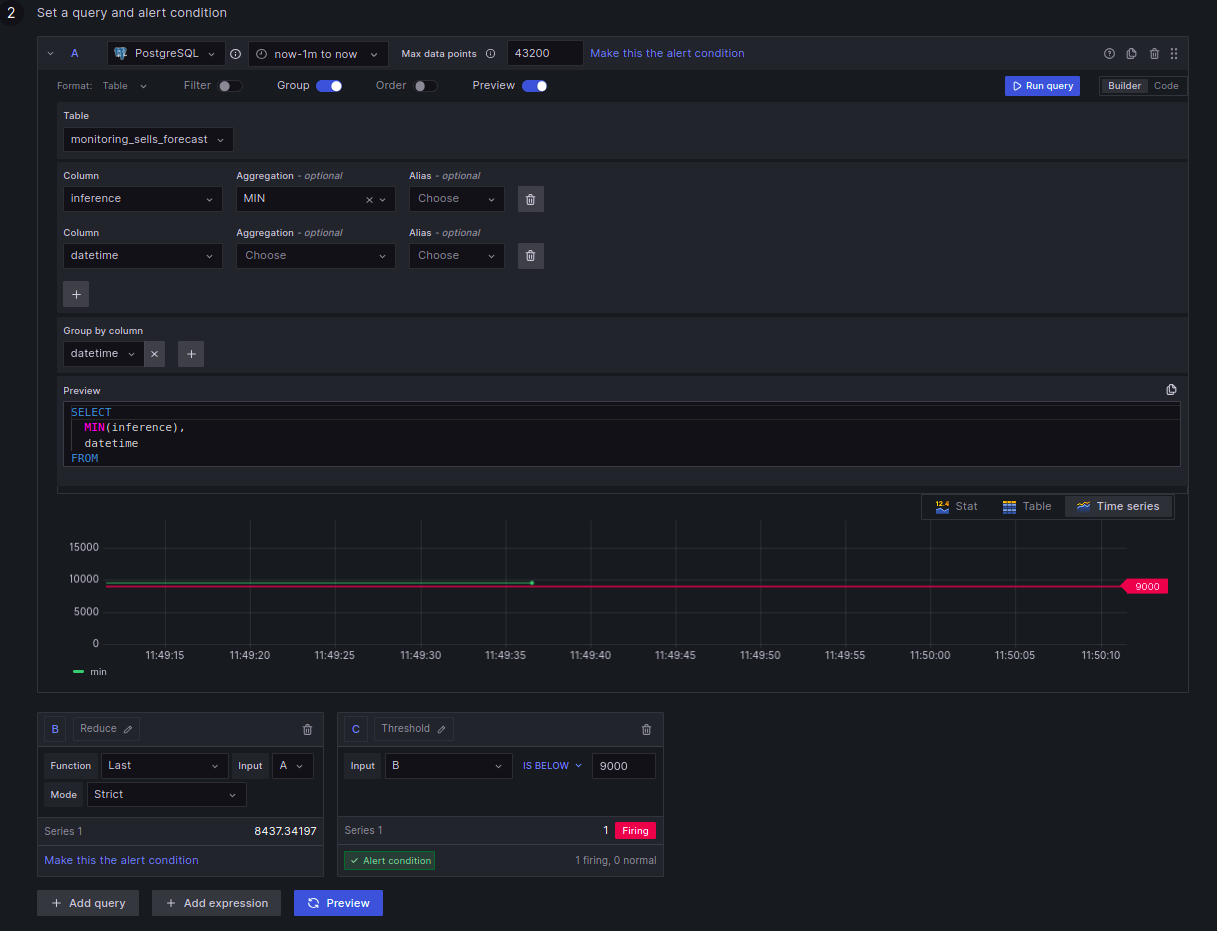 2 Set a query and alert condition
A PostgreSQL now-1m to now Max data points 43200 Make this the alert condition
Format: Table Filter Group Order Preview Run query Builder Code
Table
monitoring_sells_forecast
Column Aggregation - optional Alias - optional
inference MIN Choose
Column Aggregation - optional Alias - optional
datetime Choose Choose
+
Group by column
datetime × +
Preview
SELECT
MIN(inference),
datetime
FROM
12.4 Stat Table Time series
15000
10000
9000
5000
0
11:49:15 11:49:20 11:49:25 11:49:30 11:49:35 11:49:40 11:49:45 11:49:50 11:49:55 11:50:00 11:50:05 11:50:10
min
B Reduce
Function Last Input A
Mode Strict
Series 1 8437.34197
Make this the alert condition
C Threshold
Input B IS BELOW 9000
Series 1 1 Firing
Alert condition 1 firing, 0 normal
+ Add query + Add expression Preview